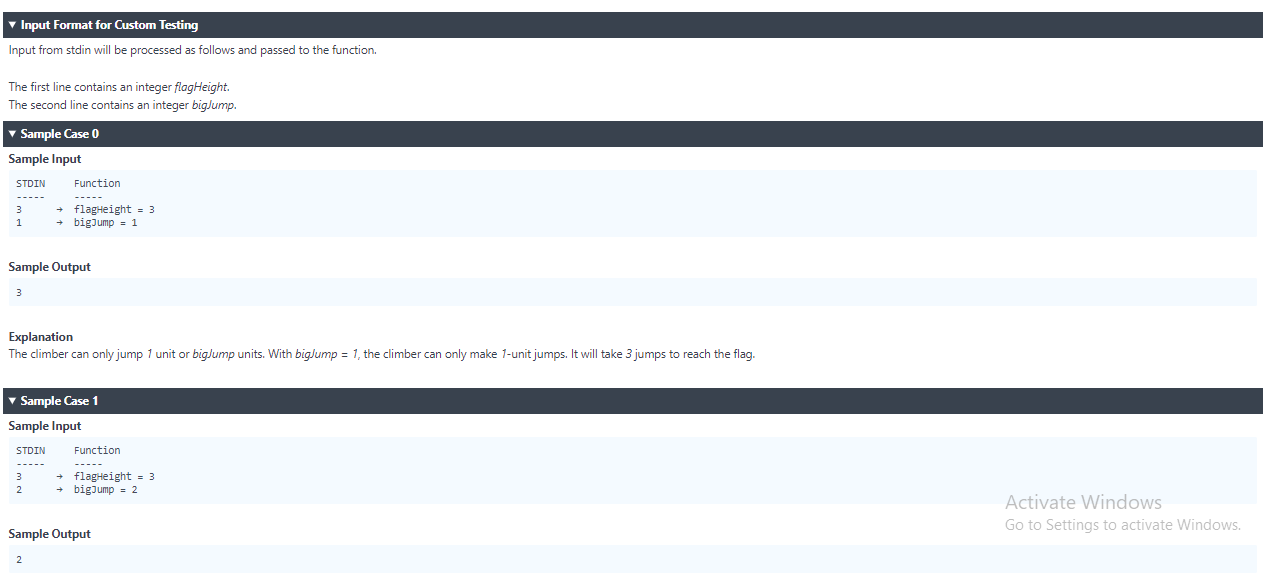 ▼ Input Format for Custom Testing
Input from stdin will be processed as follows and passed to the function.
The first line contains an integer flagHeight.
The second line contains an integer bigJump.
▼ Sample Case 0
Sample Input
STDIN Function
----- -----
3 → flagHeight = 3
1 → bigJump = 1
Sample Output
3
Explanation
The climber can only jump 1 unit or bigJump units. With bigJump = 1, the climber can only make 1-unit jumps. It will take 3 jumps to reach the flag.
▼ Sample Case 1
Sample Input
STDIN Function
----- -----
3 → flagHeight = 3
2 → bigJump = 2
Activate Windows
Go to Settings to activate Windows.
Sample Output
2